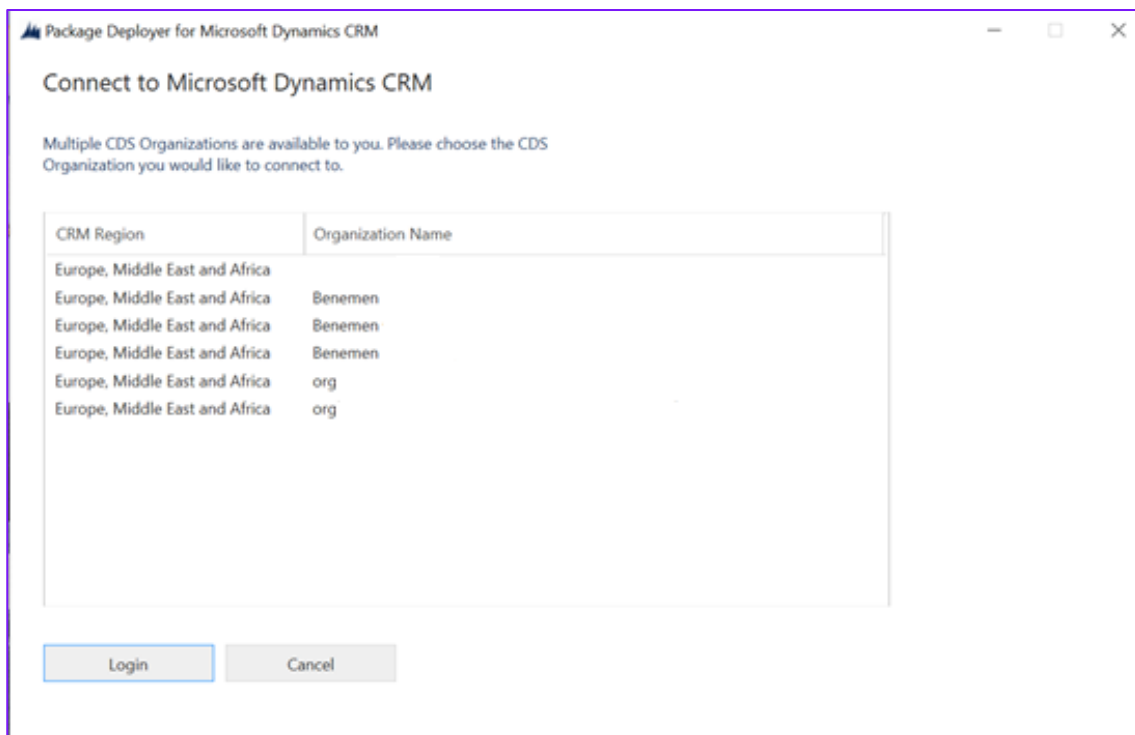 Package Deployer for Microsoft Dynamics CRM
Connect to Microsoft Dynamics CRM
Multiple CDS Organizations are available to you. Please choose the CDS
Organization you would like to connect to.
CRM Region Organization Name
Europe, Middle East and Africa
Europe, Middle East and Africa Benemen
Europe, Middle East and Africa Benemen
Europe, Middle East and Africa Benemen
Europe, Middle East and Africa org
Europe, Middle East and Africa org
Login Cancel